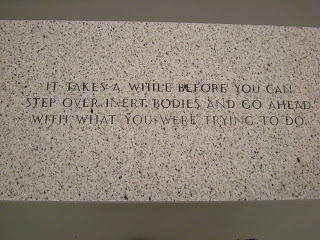 IT TAKES A WHILE BEFORE YOU CAN
STEP OVER INERT BODIES AND GO AHEAD
WITH WHAT YOU WERE TRYING TO DO